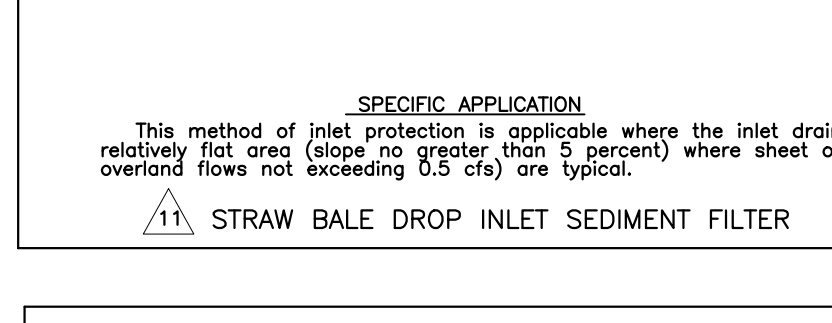 SPECIFIC APPLICATION
This method of inlet protection is applicable where the inlet
relatively flat area (slope no greater than 5 percent) where sheet
overland flows not exceeding 0.5 cfs) are typical.
11 STRAW BALE DROP INLET SEDIMENT FILTER